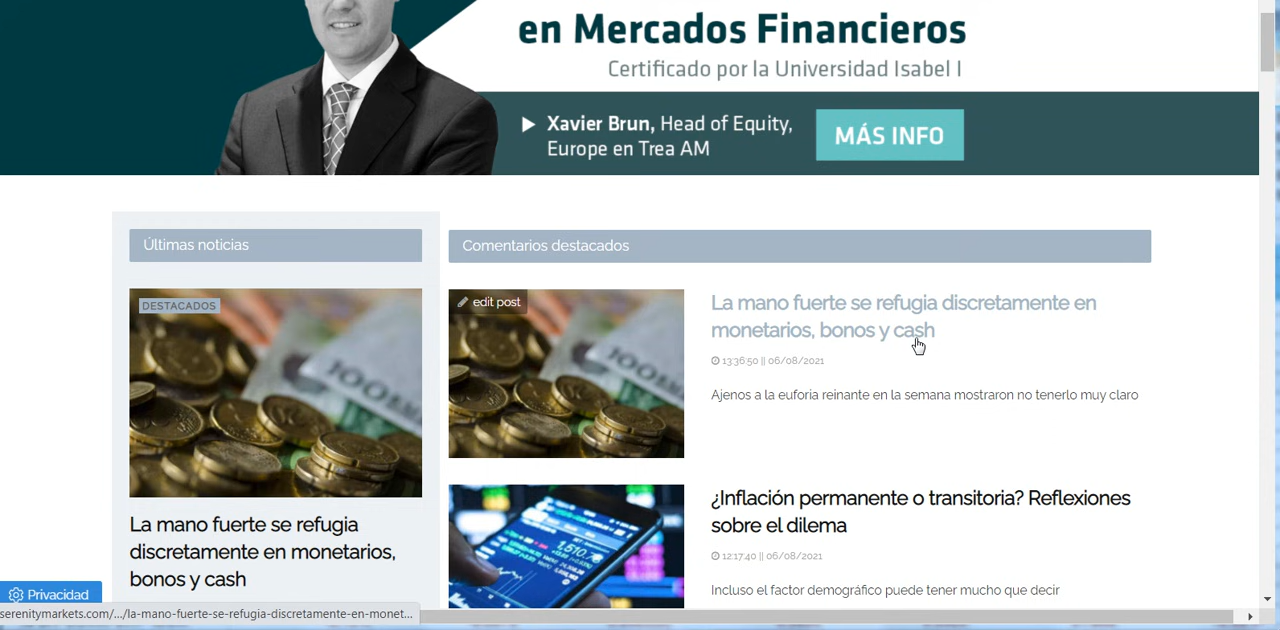 en Mercados Financieros
Certificado por la Universidad Isabel I
Xavier Brun, Head of Equity,
Europe en Trea AM
MÁS INFO
Últimas noticias
DESTACADOS
La mano fuerte se refugia
discretamente en monetarios,
bonos y cash
Comentarios destacados
edit post
La mano fuerte se refugia discretamente en
monetarios, bonos y cash
13:36:50 || 06/08/2021
Ajenos a la euforia reinante en la semana mostraron no tenerlo muy claro
¿Inflación permanente o transitoria? Reflexiones
sobre el dilema
12:17:40 || 06/08/2021
Incluso el factor demográfico puede tener mucho que decir
Privacidad
serenitymarkets.com/.../la-mano-fuerte-se-refugia-discretamente-en-monet...